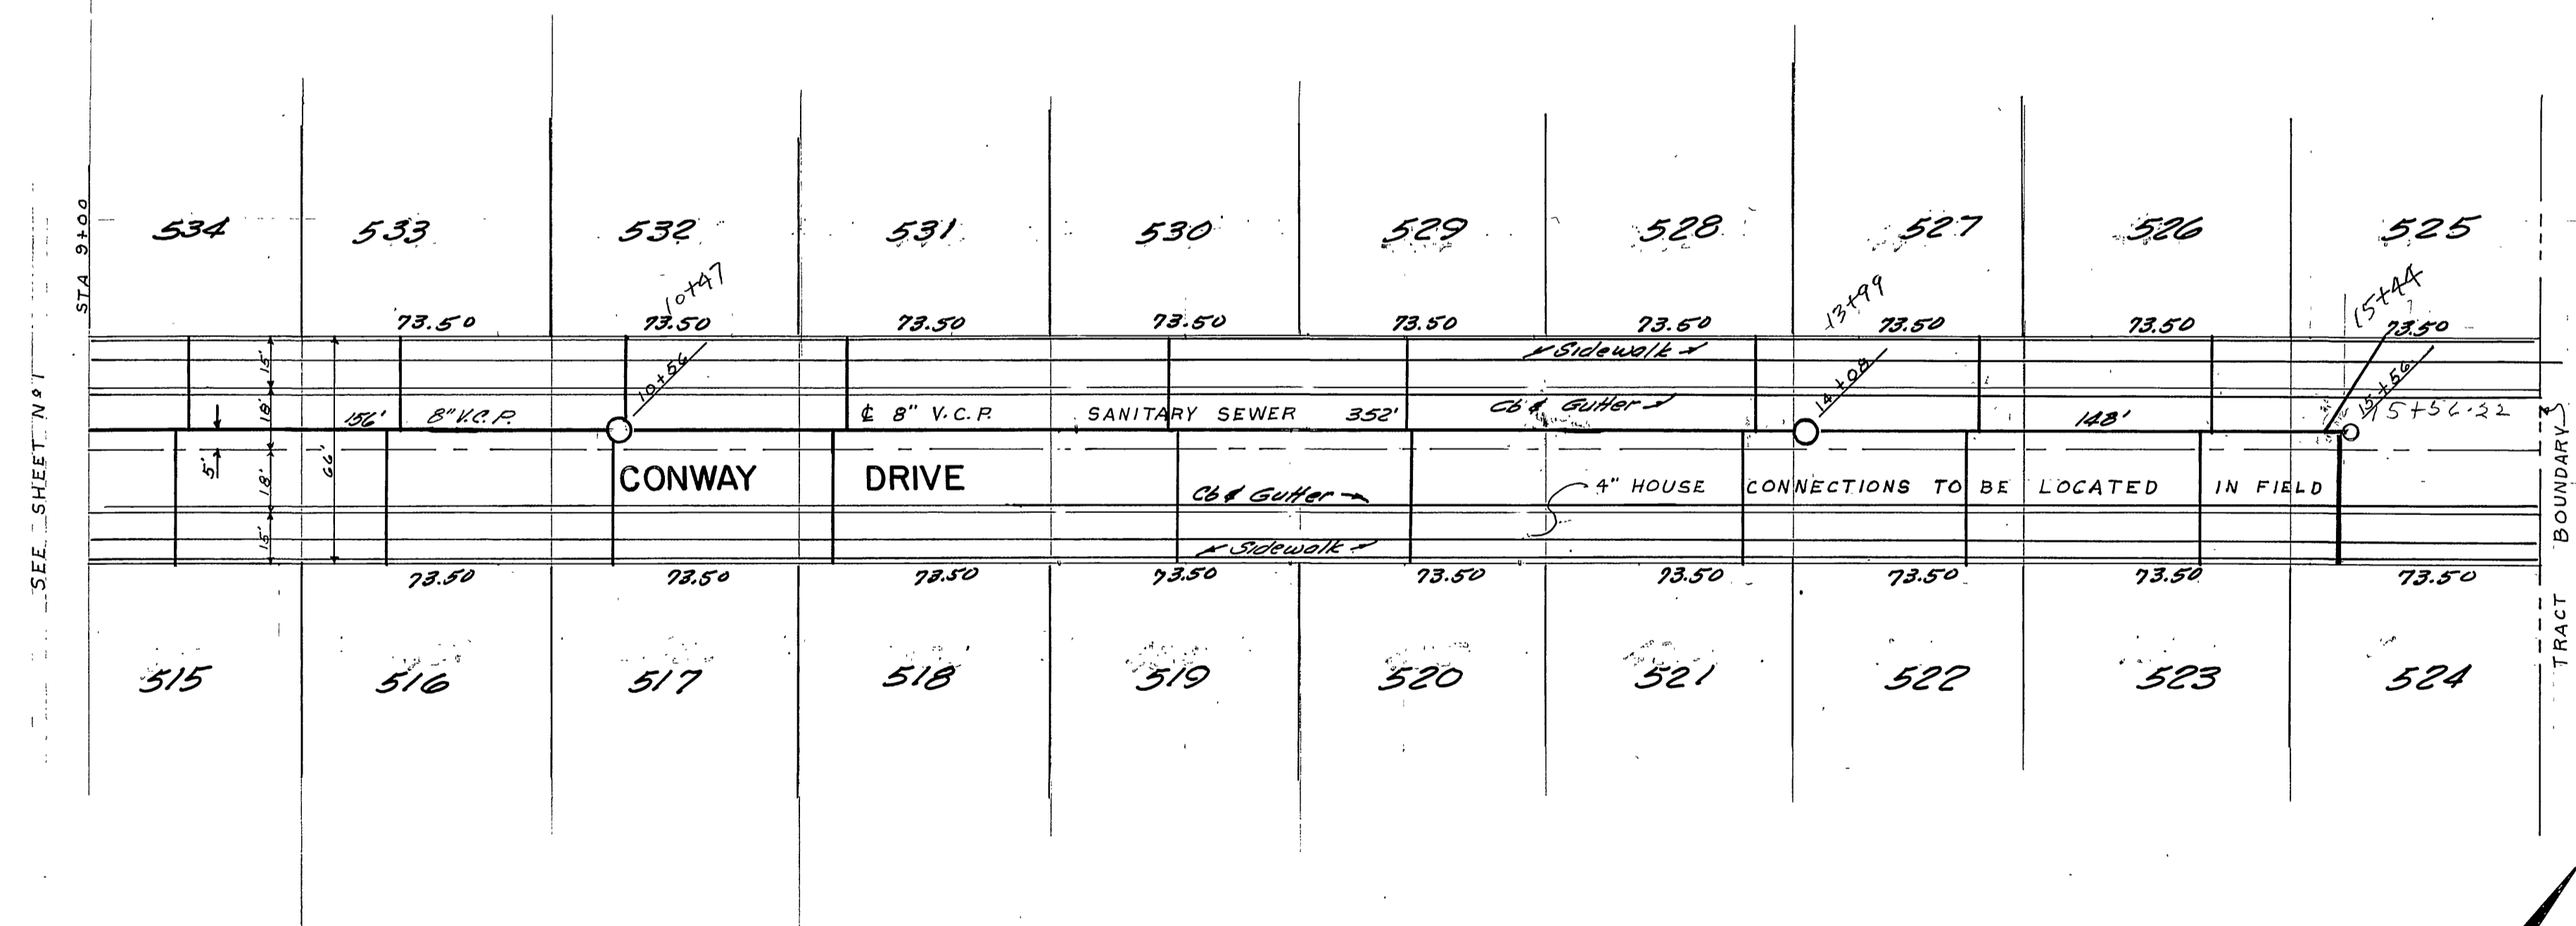 534 533 532 531 530 529 528 527 526 525
STA 9+00
10+47 13+99 15+44
73.50 73.50 73.50 73.50 73.50 73.50 73.50 73.50 73.50
Sidewalk
15'
10+56 14+08 15+56
18' 156' 8" V.C.P. ℄ 8" V.C.P. SANITARY SEWER 352' Cb & Gutter 148' 15+56.22
SEE SHEET Nº 1
5' 18' 66' CONWAY DRIVE
Cb & Gutter 4" HOUSE CONNECTIONS TO BE LOCATED IN FIELD
TRACT BOUNDARY
15' Sidewalk
73.50 73.50 73.50 73.50 73.50 73.50 73.50 73.50 73.50
515 516 517 518 519 520 521 522 523 524